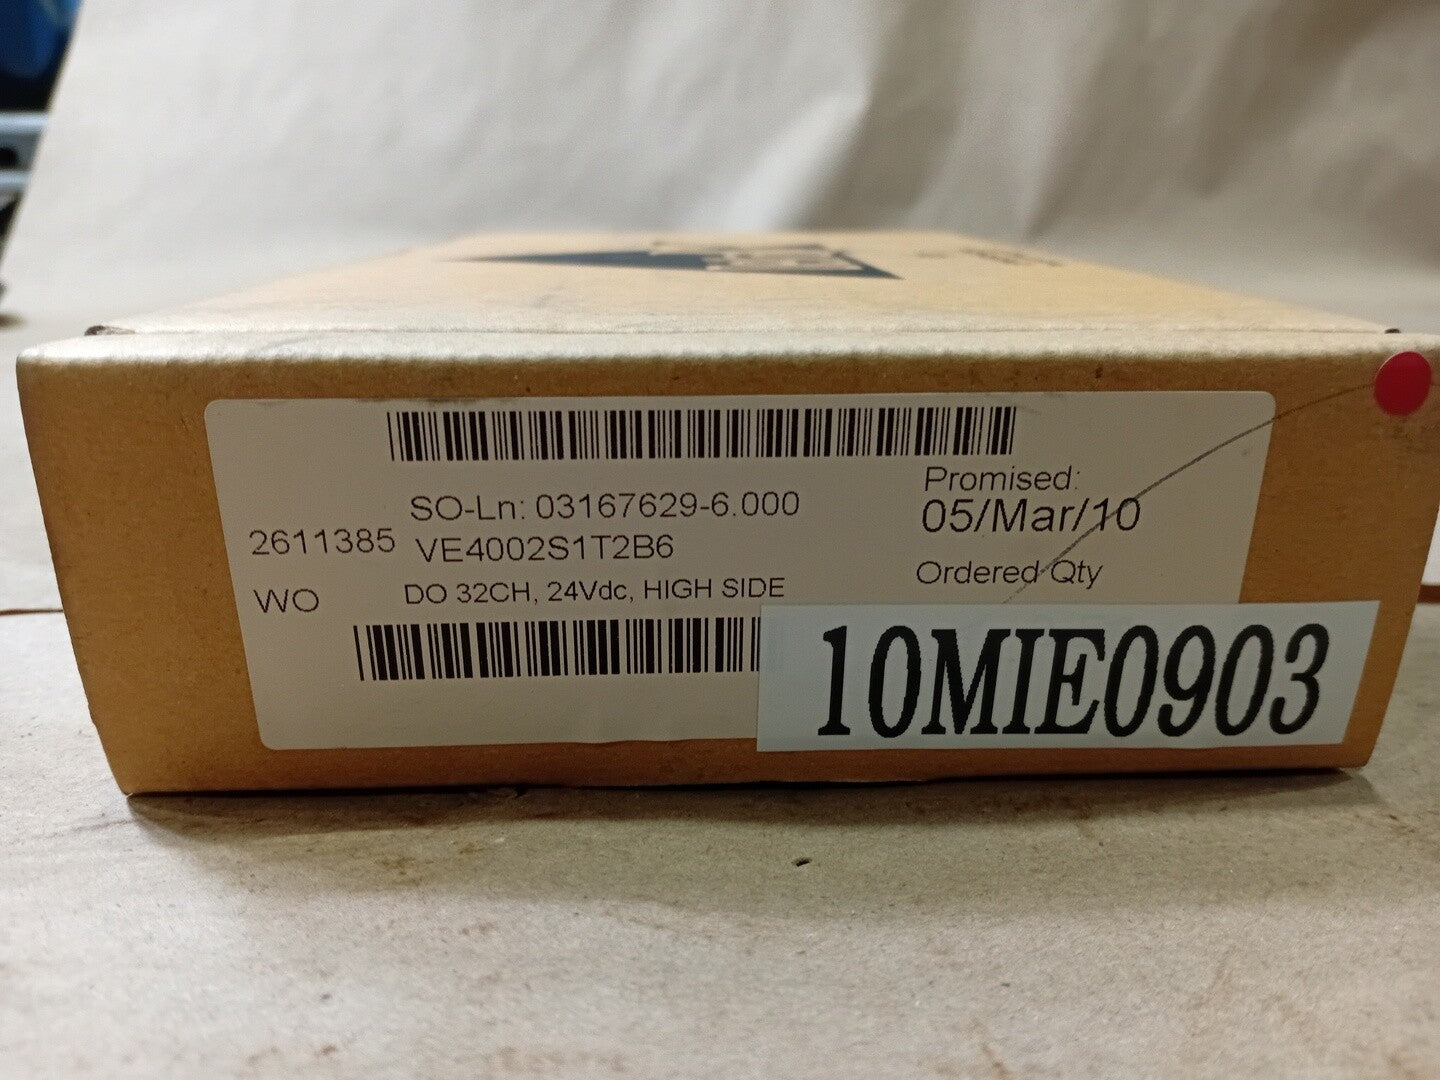 SO-Ln: 03167629-6.000
Promised:
05/Mar/10
2611385
VE4002S1T2B6
Ordered Qty
WO
DO 32CH, 24Vdc, HIGH SIDE
10MIE0903